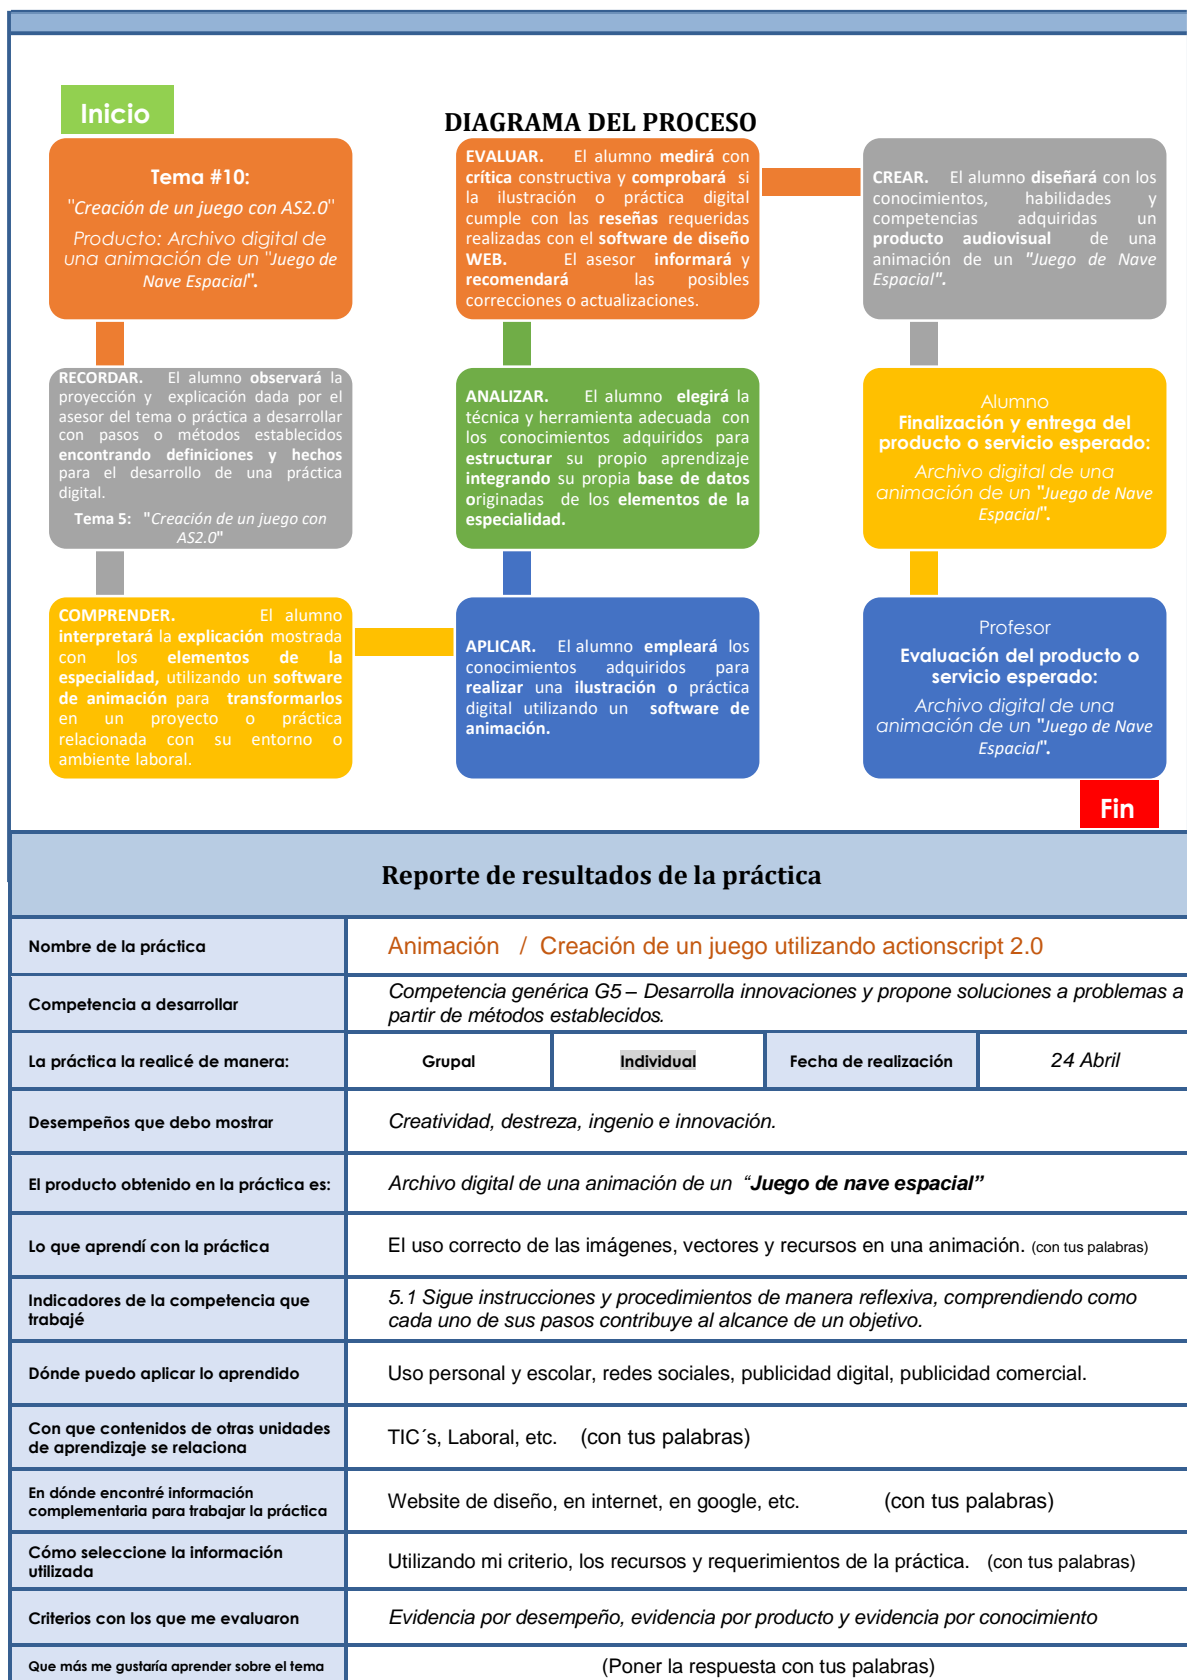 Inicio
DIAGRAMA DEL PROCESO
Tema #10:
"Creación de un juego con AS2.0"
Producto: Archivo digital de
una animación de un "Juego de
Nave Espacial".
RECORDAR. El alumno observará la
proyección y explicación dada por el
asesor del tema o práctica a desarrollar
con pasos o métodos establecidos
encontrando definiciones y hechos
para el desarrollo de una práctica
digital.
Tema 5: "Creación de un juego con
AS2.0"
COMPRENDER. El alumno
interpretará la explicación mostrada
con los elementos de la
especialidad, utilizando un software
de animación para transformarlos
en un proyecto o práctica
relacionada con su entorno o
ambiente laboral.
APLICAR. El alumno empleará los
conocimientos adquiridos para
realizar una ilustración o práctica
digital utilizando un software de
animación.
ANALIZAR. El alumno elegirá la
técnica y herramienta adecuada con
los conocimientos adquiridos para
estructurar su propio aprendizaje
integrando su propia base de datos
originadas de los elementos de la
especialidad.
EVALUAR. El alumno medirá con
crítica constructiva y comprobará si
la ilustración o práctica digital
cumple con las reseñas requeridas
realizadas con el software de diseño
WEB. El asesor informará y
recomendará las posibles
correcciones o actualizaciones.
CREAR. El alumno diseñará con los
conocimientos, habilidades y
competencias adquiridas un
producto audiovisual de una
animación de un "Juego de Nave
Espacial".
Alumno
Finalización y entrega del
producto o servicio esperado:
Archivo digital de una
animación de un "Juego de Nave
Espacial".
Profesor
Evaluación del producto o
servicio esperado:
Archivo digital de una
animación de un "Juego de Nave
Espacial".
Fin
Reporte de resultados de la práctica
Nombre de la práctica
Animación / Creación de un juego utilizando actionscript 2.0
Competencia a desarrollar
Competencia genérica G5 – Desarrolla innovaciones y propone soluciones a problemas a
partir de métodos establecidos.
La práctica la realicé de manera: Grupal Individual Fecha de realización 24 Abril
Desempeños que debo mostrar
Creatividad, destreza, ingenio e innovación.
El producto obtenido en la práctica es:
Archivo digital de una animación de un “Juego de nave espacial”
Lo que aprendí con la práctica
El uso correcto de las imágenes, vectores y recursos en una animación. (con tus palabras)
Indicadores de la competencia que
trabajé
5.1 Sigue instrucciones y procedimientos de manera reflexiva, comprendiendo como
cada uno de sus pasos contribuye al alcance de un objetivo.
Dónde puedo aplicar lo aprendido
Uso personal y escolar, redes sociales, publicidad digital, publicidad comercial.
Con que contenidos de otras unidades
de aprendizaje se relaciona
TIC´s, Laboral, etc. (con tus palabras)
En dónde encontré información
complementaria para trabajar la práctica
Website de diseño, en internet, en google, etc. (con tus palabras)
Cómo seleccione la información
utilizada
Utilizando mi criterio, los recursos y requerimientos de la práctica. (con tus palabras)
Criterios con los que me evaluaron
Evidencia por desempeño, evidencia por producto y evidencia por conocimiento
Que más me gustaría aprender sobre el tema
(Poner la respuesta con tus palabras)